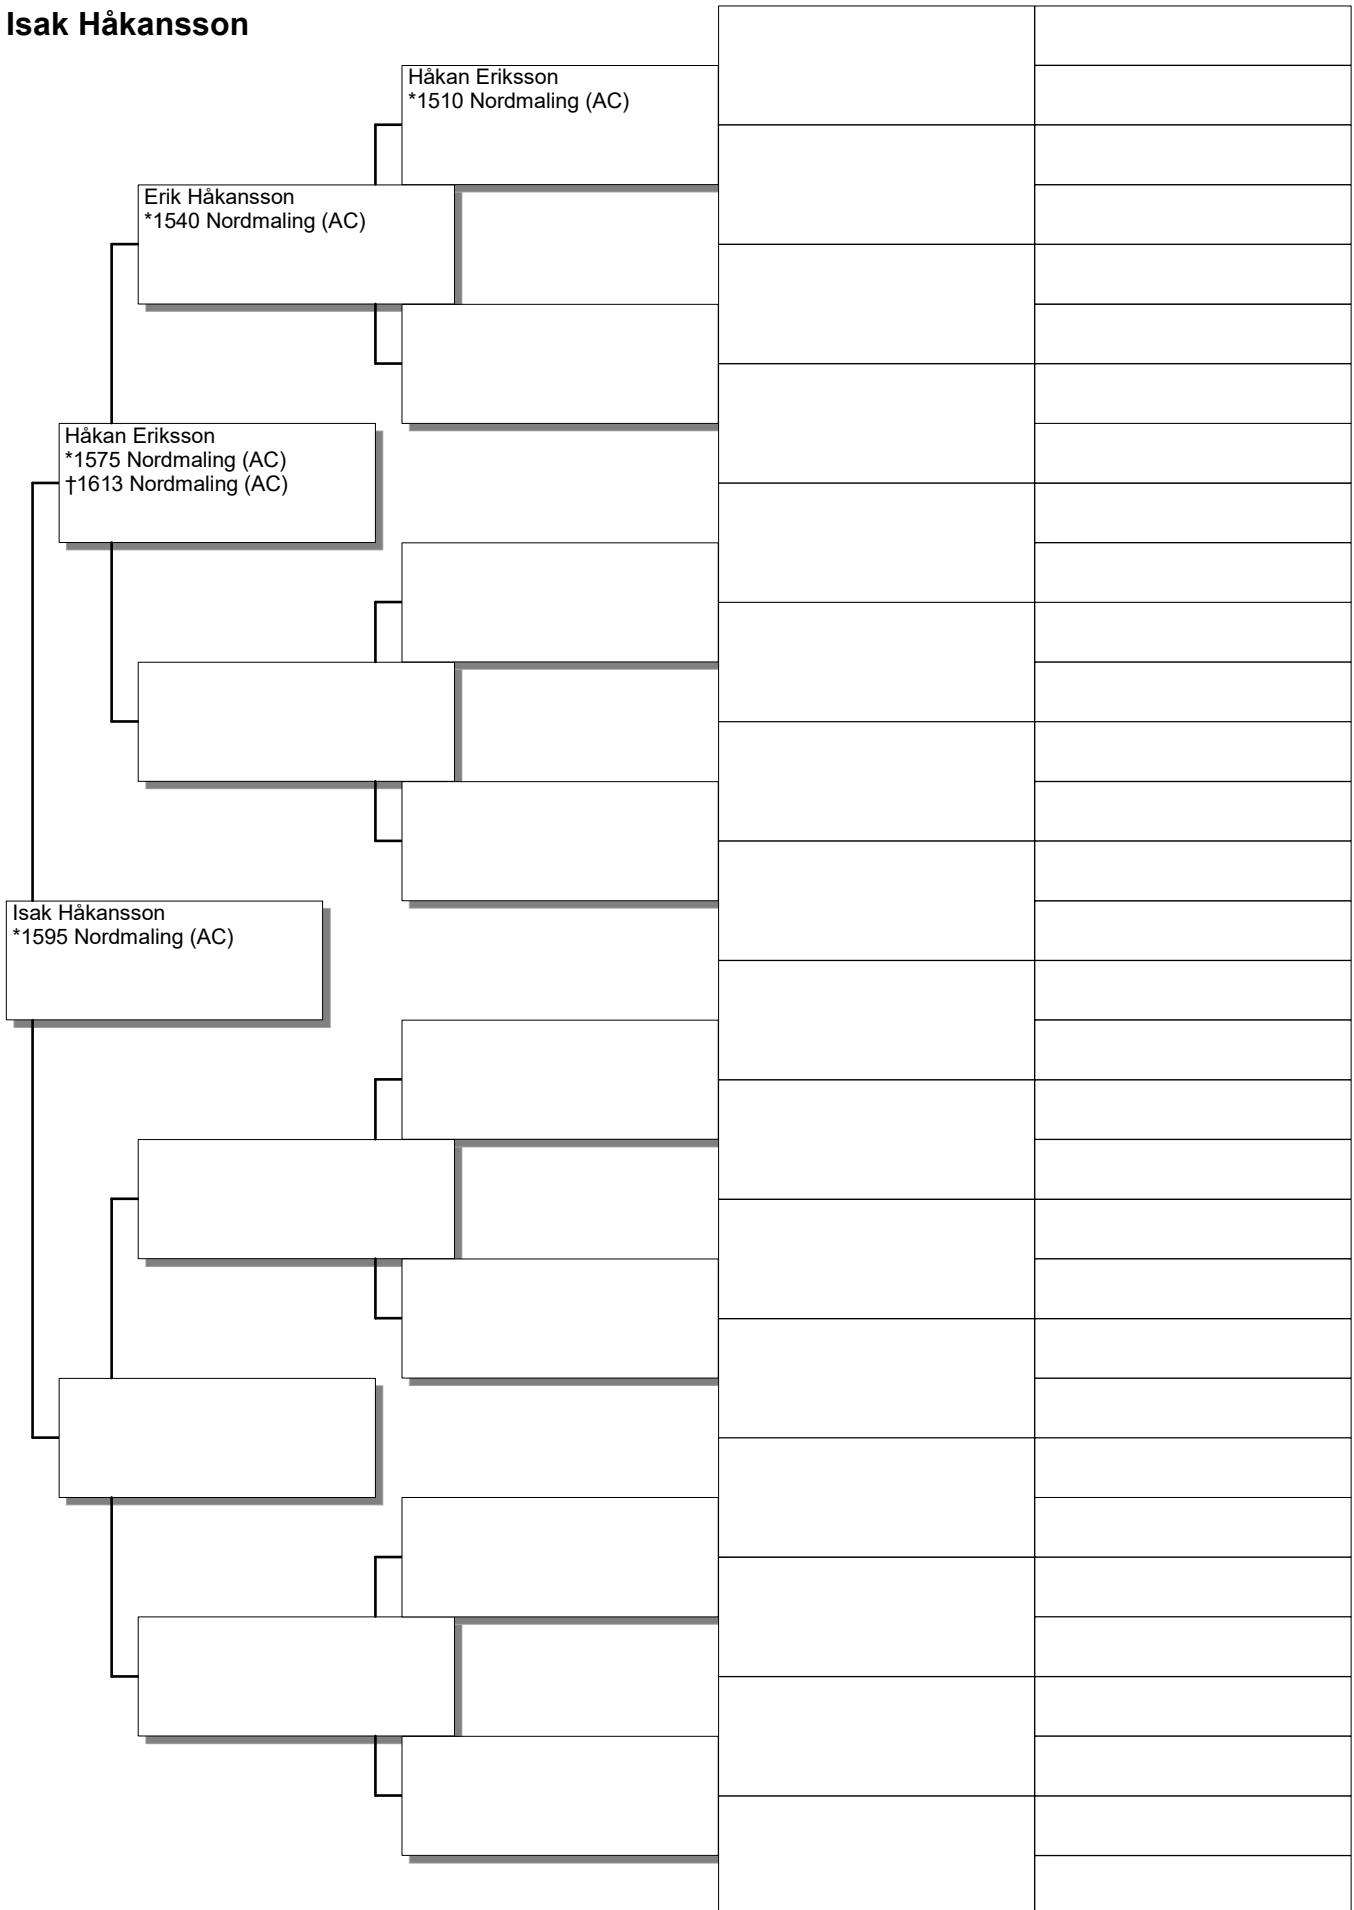 Isak Håkansson
Håkan Eriksson
*1510 Nordmaling (AC)
Erik Håkansson
*1540 Nordmaling (AC)
Håkan Eriksson
*1575 Nordmaling (AC)
†1613 Nordmaling (AC)
Isak Håkansson
*1595 Nordmaling (AC)